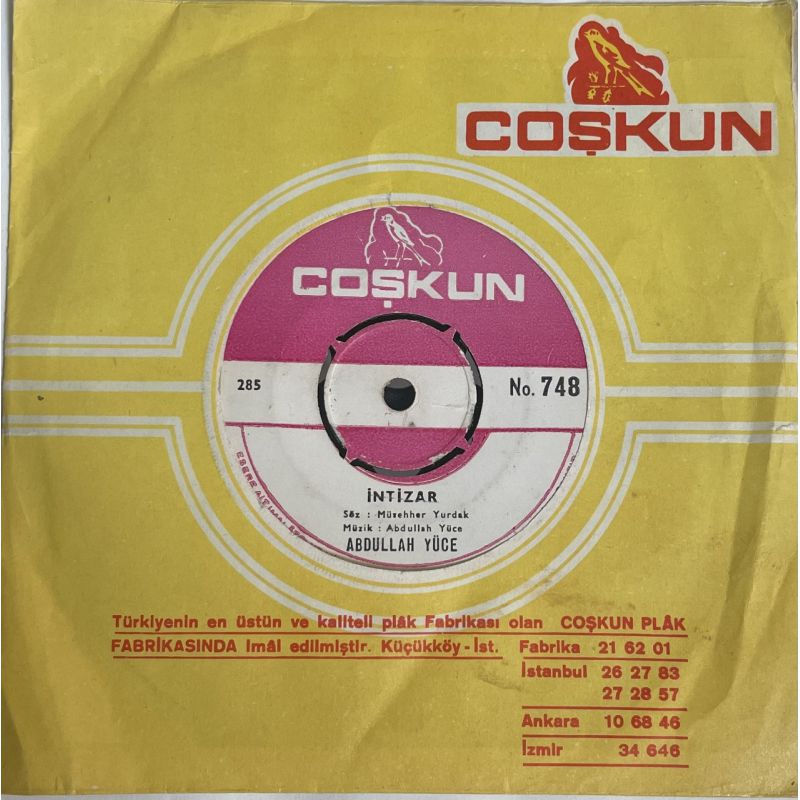 COŞKUN
COŞKUN
285
No. 748
ESERE AİT
İNTİZAR
Söz : Müzehher Yurdak
Müzik : Abdullah Yüce
ABDULLAH YÜCE
Türkiyenin en üstün ve kaliteli plâk Fabrikası olan COŞKUN PLÂK
FABRİKASINDA imâl edilmiştir. Küçükköy - İst. Fabrika 21 62 01
İstanbul 26 27 83
27 28 57
Ankara 10 68 46
İzmir 34 646